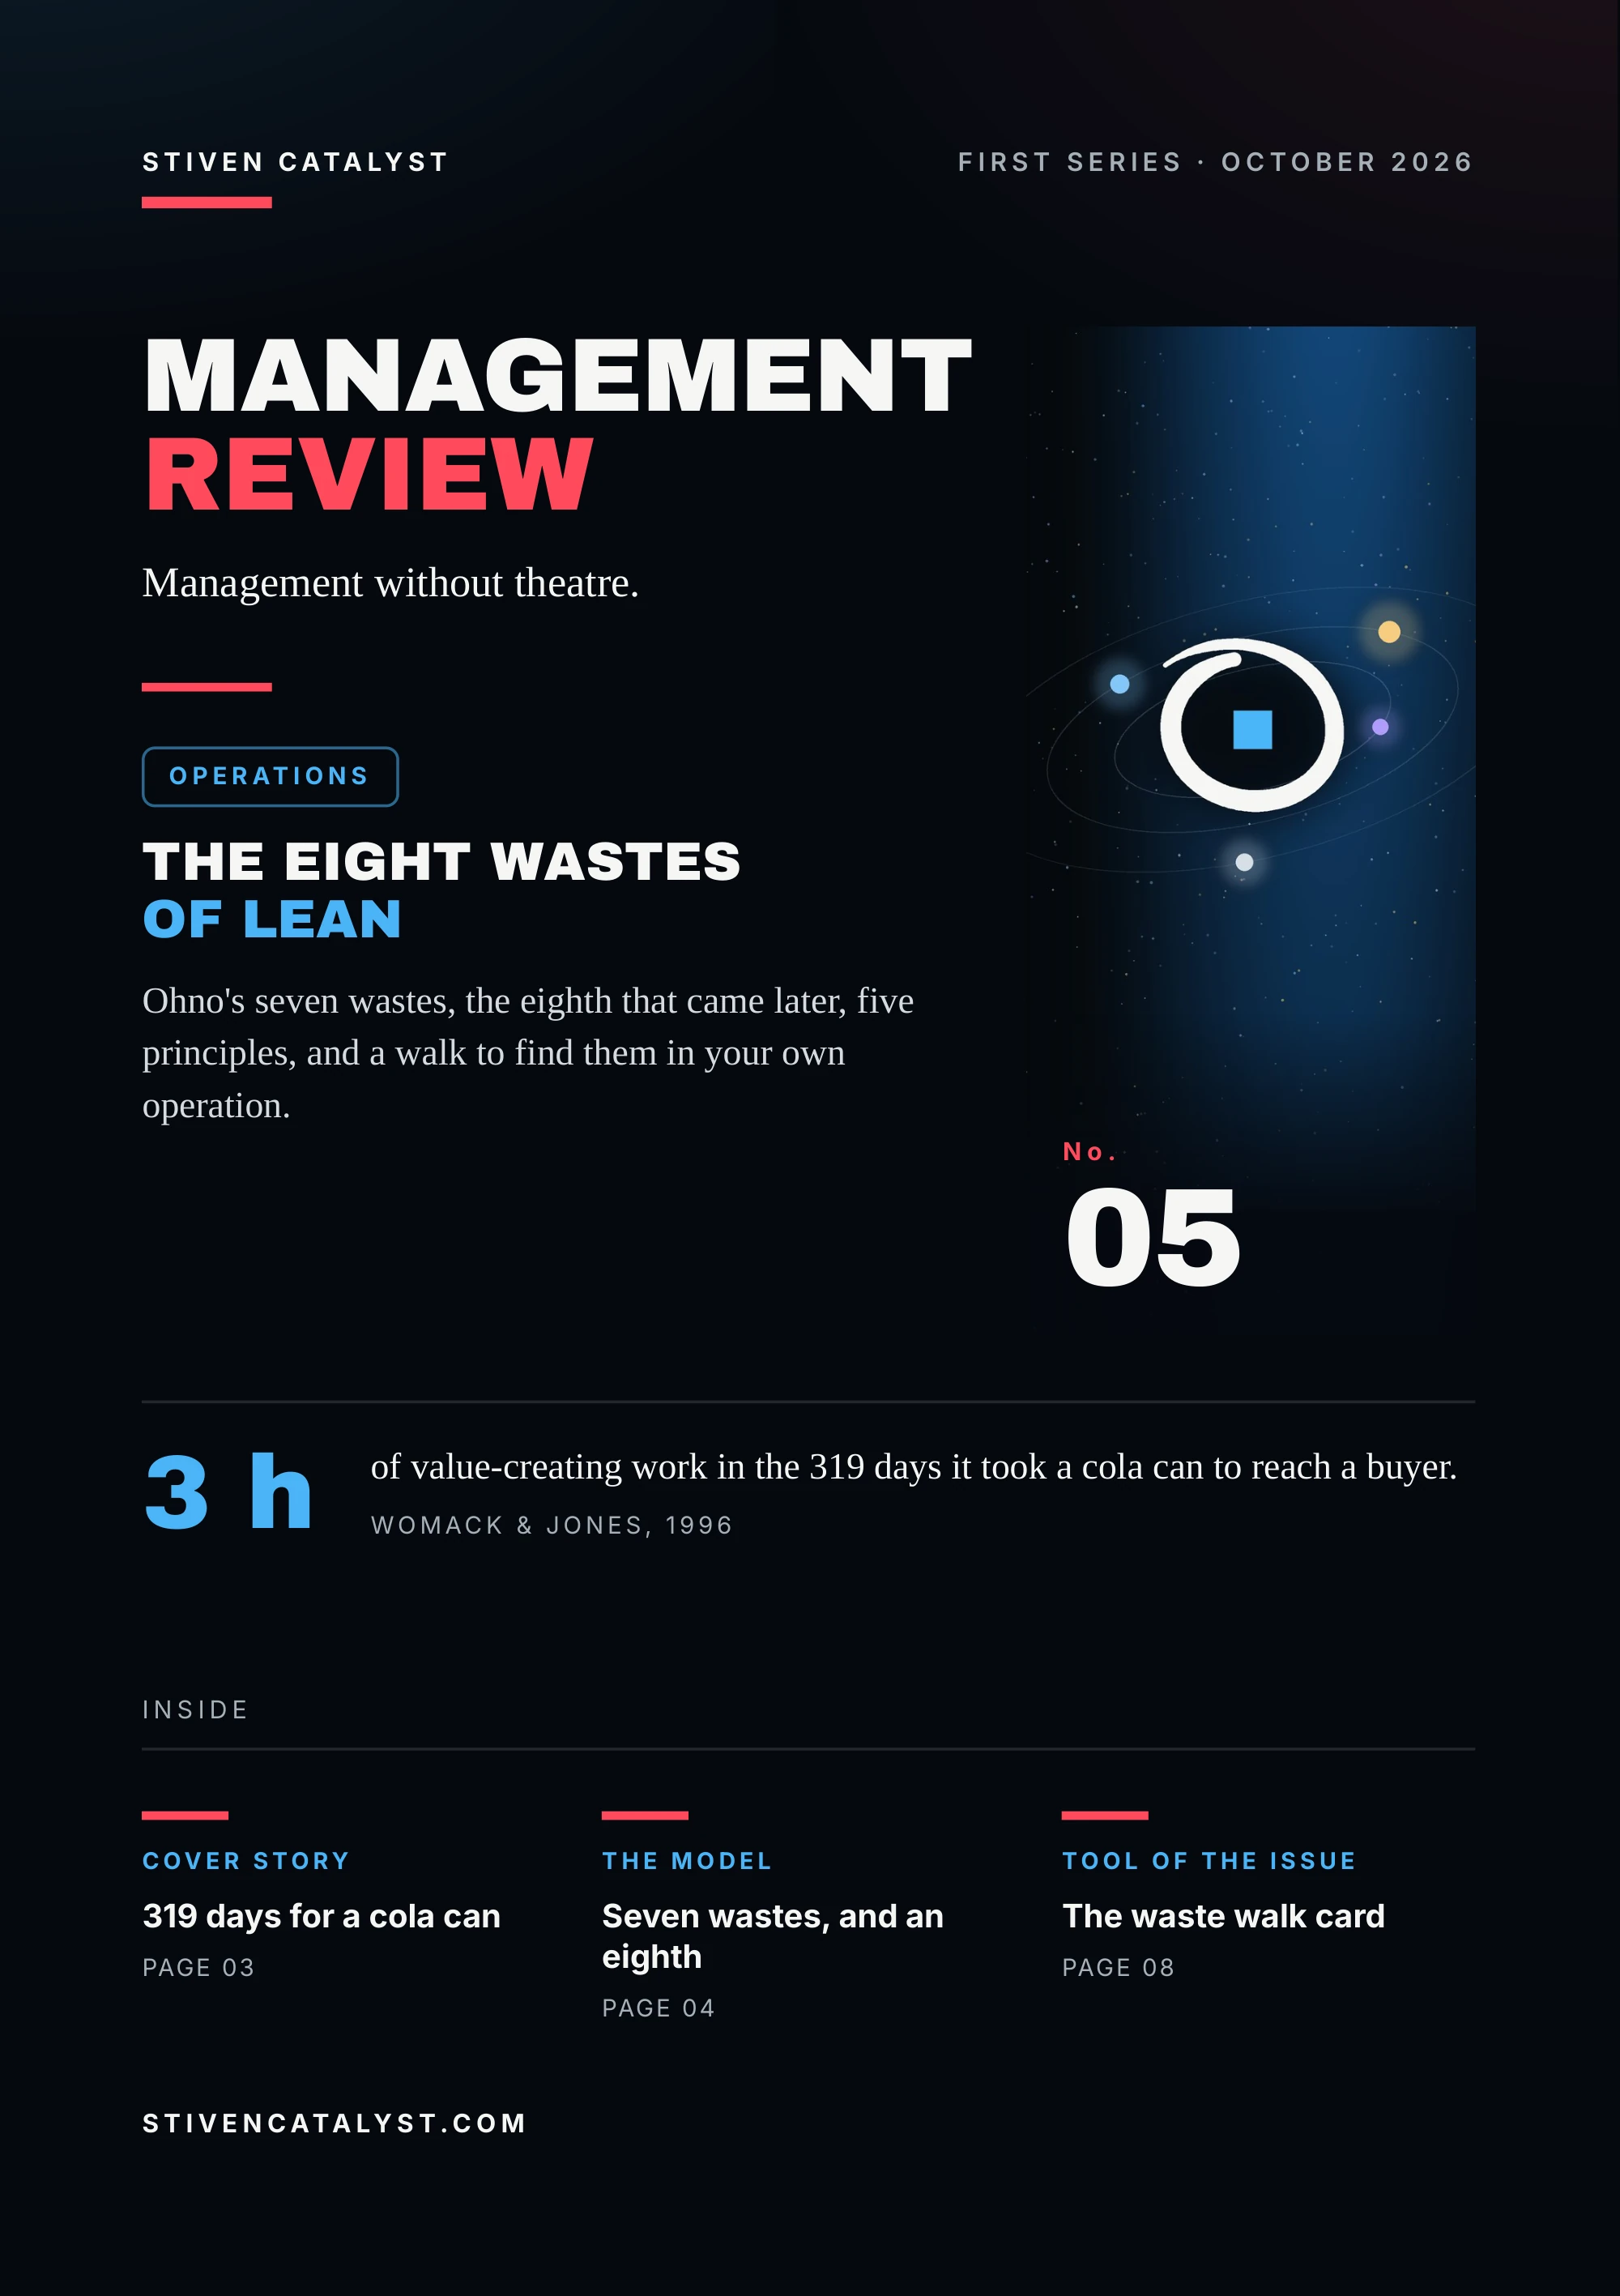 STIVEN CATALYST
FIRST SERIES · OCTOBER 2026
MANAGEMENT
REVIEW
Management without theatre.
OPERATIONS
THE EIGHT WASTES
OF LEAN
Ohno's seven wastes, the eighth that came later, five
principles, and a walk to find them in your own
operation.
No.
05
3 h
of value-creating work in the 319 days it took a cola can to reach a buyer.
WOMACK & JONES, 1996
INSIDE
COVER STORY
319 days for a cola can
PAGE 03
THE MODEL
Seven wastes, and an
eighth
PAGE 04
TOOL OF THE ISSUE
The waste walk card
PAGE 08
STIVENCATALYST.COM